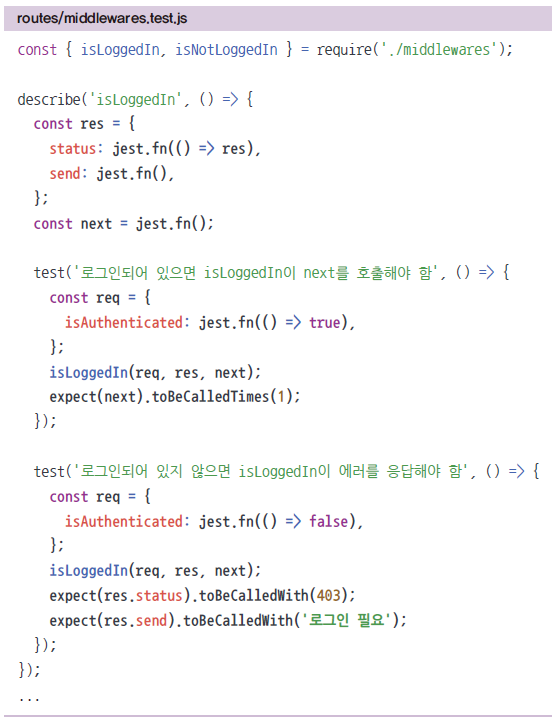 routes/middlewares.test.js
const { isLoggedIn, isNotLoggedIn } = require('./middlewares');
describe('isLoggedIn', () => {
  const res = {
    status: jest.fn(() => res),
    send: jest.fn(),
  };
  const next = jest.fn();
  test('로그인되어 있으면 isLoggedIn이 next를 호출해야 함', () => {
    const req = {
      isAuthenticated: jest.fn(() => true),
    };
    isLoggedIn(req, res, next);
    expect(next).toBeCalledTimes(1);
  });
  test('로그인되어 있지 않으면 isLoggedIn이 에러를 응답해야 함', () => {
    const req = {
      isAuthenticated: jest.fn(() => false),
    };
    isLoggedIn(req, res, next);
    expect(res.status).toBeCalledWith(403);
    expect(res.send).toBeCalledWith('로그인 필요');
  });
});
...